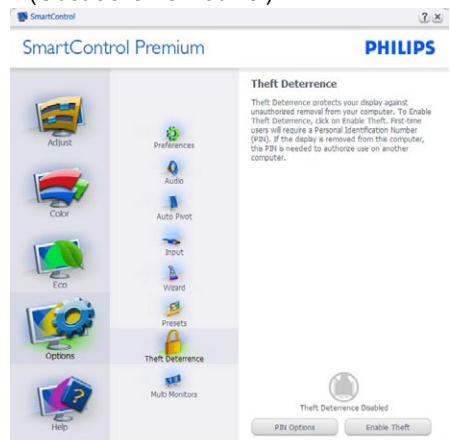 SmartControl
SmartControl Premium
PHILIPS
Adjust
Color
Eco
Options
Help
Preferences
Audio
Auto Pivot
Input
Wizard
Presets
Theft Deterrence
Multi Monitors
Theft Deterrence
Theft Deterrence protects your display against
unauthorized removal from your computer. To Enable
Theft Deterrence, click on Enable Theft. First-time
users will require a Personal Identification Number
(PIN). If the display is removed from this computer,
this PIN is needed to authorize use on another
computer.
Theft Deterrence Disabled
PIN Options
Enable Theft